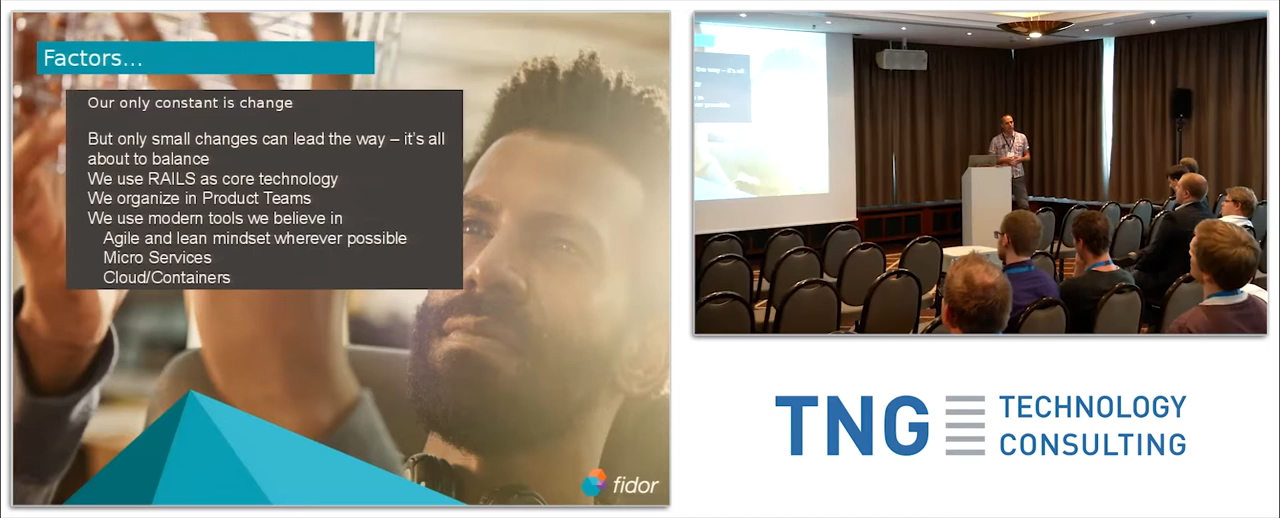 Factors...
Our only constant is change
But only small changes can lead the way – it's all
about to balance
We use RAILS as core technology
We organize in Product Teams
We use modern tools we believe in
Agile and lean mindset wherever possible
Micro Services
Cloud/Containers
fidor
TNG TECHNOLOGY
CONSULTING